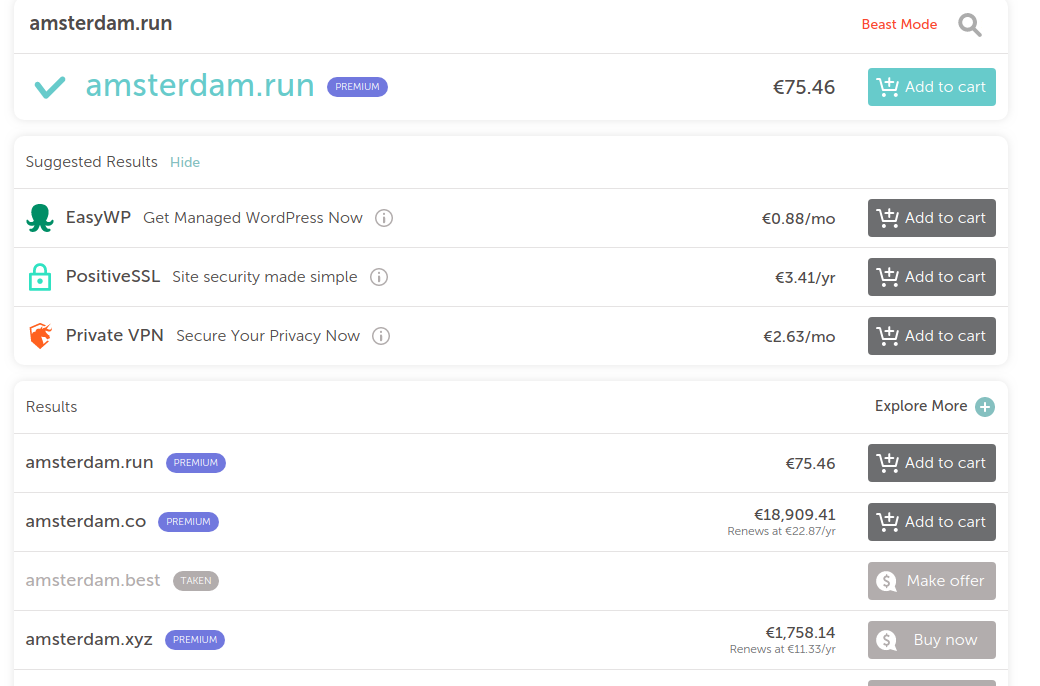 amsterdam.run
Beast Mode
amsterdam.run PREMIUM €75.46 Add to cart
Suggested Results Hide
EasyWP Get Managed WordPress Now €0.88/mo Add to cart
PositiveSSL Site security made simple €3.41/yr Add to cart
Private VPN Secure Your Privacy Now €2.63/mo Add to cart
Results Explore More
amsterdam.run PREMIUM €75.46 Add to cart
amsterdam.co PREMIUM €18,909.41 Add to cart
Renews at €22.87/yr
amsterdam.best TAKEN Make offer
amsterdam.xyz PREMIUM €1,758.14 Buy now
Renews at €11.33/yr